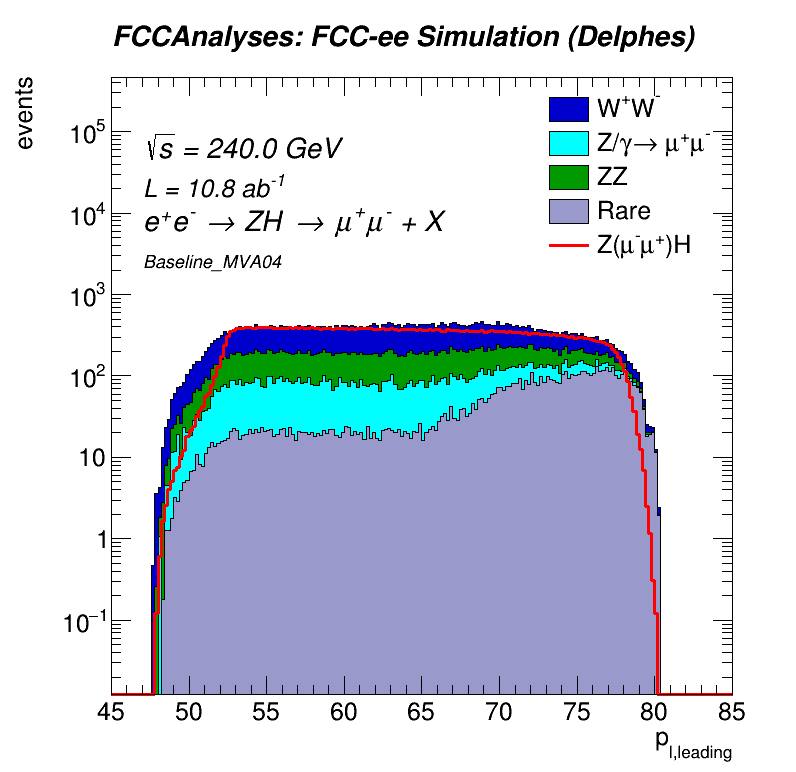 FCCAnalyses: FCC-ee Simulation (Delphes)
events
√s = 240.0 GeV
L = 10.8 ab⁻¹
e⁺e⁻ → ZH → μ⁺μ⁻ + X
Baseline_MVA04
W⁺W⁻
Z/γ→ μ⁺μ⁻
ZZ
Rare
Z(μ⁻μ⁺)H
10⁵
10⁴
10³
10²
10
1
10⁻¹
45 50 55 60 65 70 75 80 85
p_l,leading